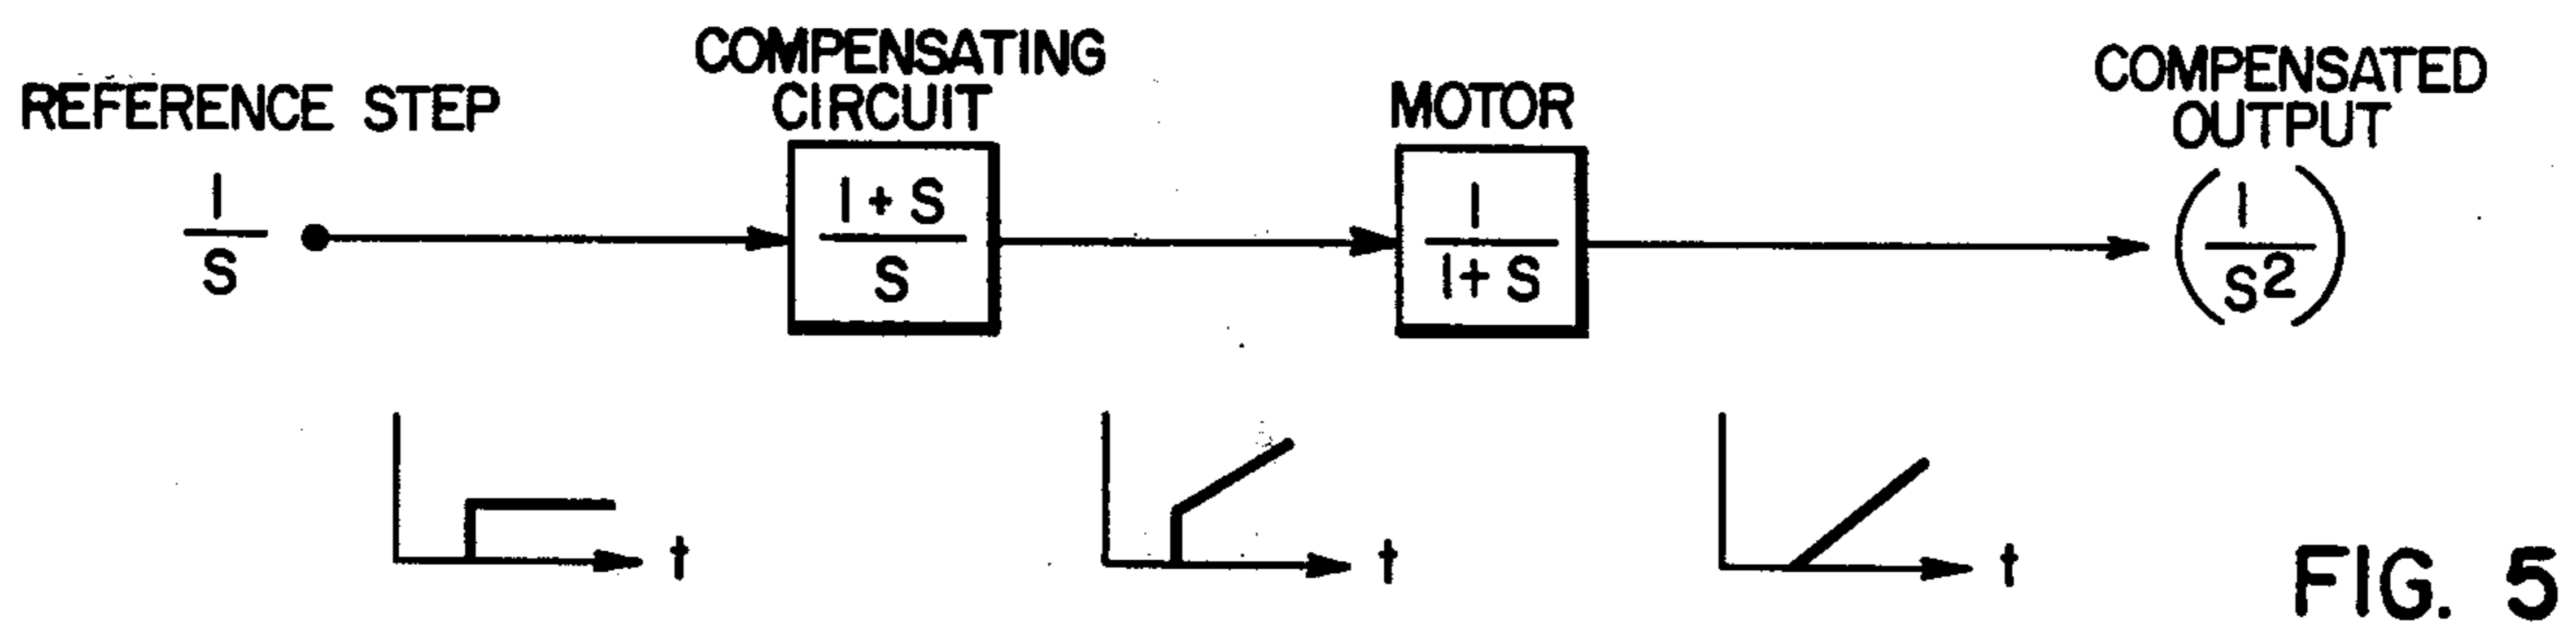 REFERENCE STEP
COMPENSATING
CIRCUIT
MOTOR
COMPENSATED
OUTPUT
1
S
1 + S
S
1
1 + S
(1
S²)
t
t
t
FIG. 5